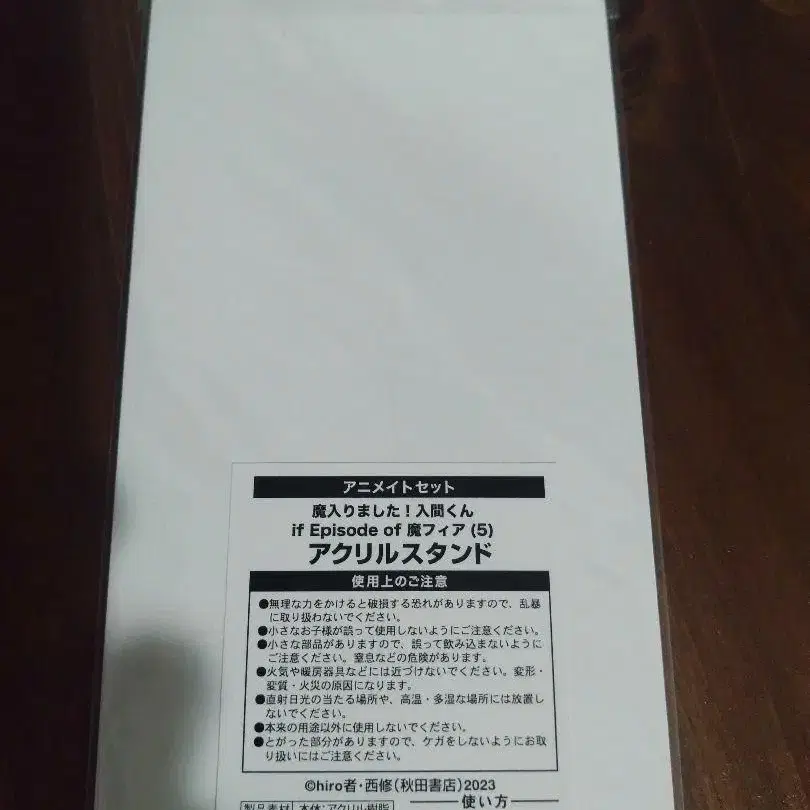 アニメイトセット
魔入りました!入間くん
if Episode of 魔フィア (5)
アクリルスタンド
使用上のご注意
●無理な力をかけると破損する恐れがありますので、乱暴
に取り扱わないでください。
●小さなお子様が誤って使用しないようにご注意ください。
●小さな部品がありますので、誤って飲み込まないように
ご注意ください。窒息などの危険があります。
●火気や暖房器具などには近づけないでください。変形・
変質・火災の原因になります。
●直射日光の当たる場所や、高温・多湿な場所には放置し
ないでください。
●本来の用途以外に使用しないでください。
●とがった部分がありますので、ケガをしないようにお取
り扱いにはご注意ください。
©hiro者・西修(秋田書店)2023
製品素材 本体:アクリル樹脂
使い方